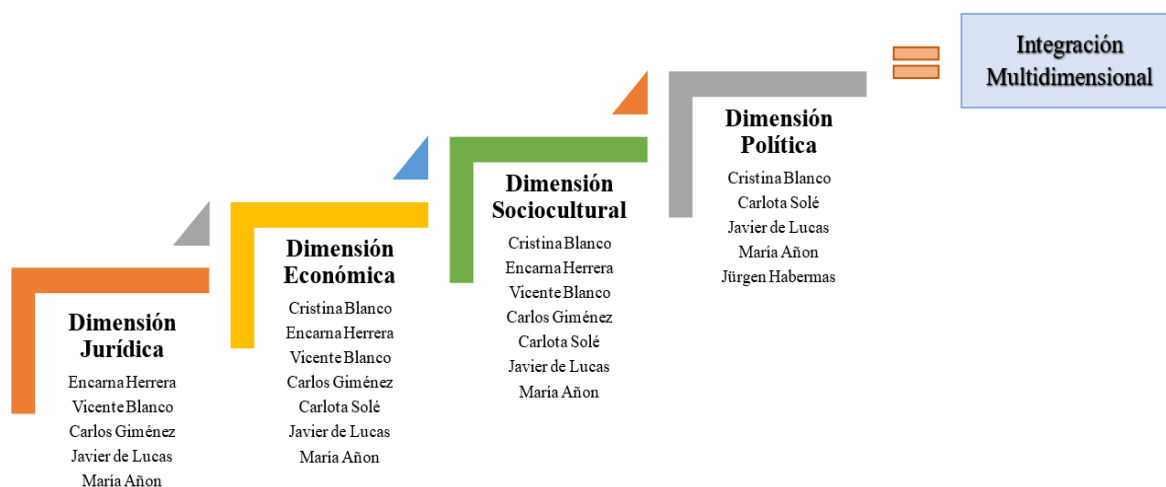 Dimensión
Jurídica
Encarna Herrera
Vicente Blanco
Carlos Giménez
Javier de Lucas
María Añon
Dimensión
Económica
Cristina Blanco
Encarna Herrera
Vicente Blanco
Carlos Giménez
Carlota Solé
Javier de Lucas
María Añon
Dimensión
Sociocultural
Cristina Blanco
Encarna Herrera
Vicente Blanco
Carlos Giménez
Carlota Solé
Javier de Lucas
María Añon
Dimensión
Política
Cristina Blanco
Carlota Solé
Javier de Lucas
María Añon
Jürgen Habermas
Integración
Multidimensional